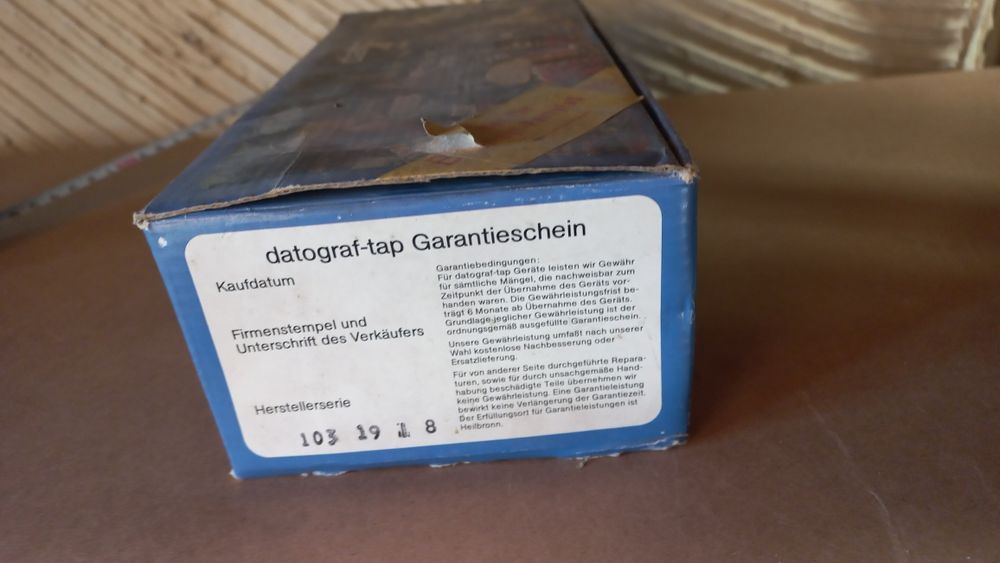 datograf-tap Garantieschein
Kaufdatum
Firmenstempel und
Unterschrift des Verkäufers
Herstellerserie
103 19 1 8
Garantiebedingungen:
Für datograf-tap Geräte leisten wir Gewähr
für sämtliche Mängel, die nachweisbar zum
Zeitpunkt der Übernahme des Geräts vor-
handen waren. Die Gewährleistungsfrist be-
trägt 6 Monate ab Übernahme des Geräts.
Grundlage jeglicher Gewährleistung ist der
ordnungsgemäß ausgefüllte Garantieschein.
Unsere Gewährleistung umfaßt nach unserer
Wahl kostenlose Nachbesserung oder
Ersatzlieferung.
Für von anderer Seite durchgeführte Repara-
turen, sowie für durch unsachgemäße Hand-
habung beschädigte Teile übernehmen wir
keine Gewährleistung. Eine Garantieleistung
bewirkt keine Verlängerung der Garantiezeit.
Der Erfüllungsort für Garantieleistungen ist
Heilbronn.